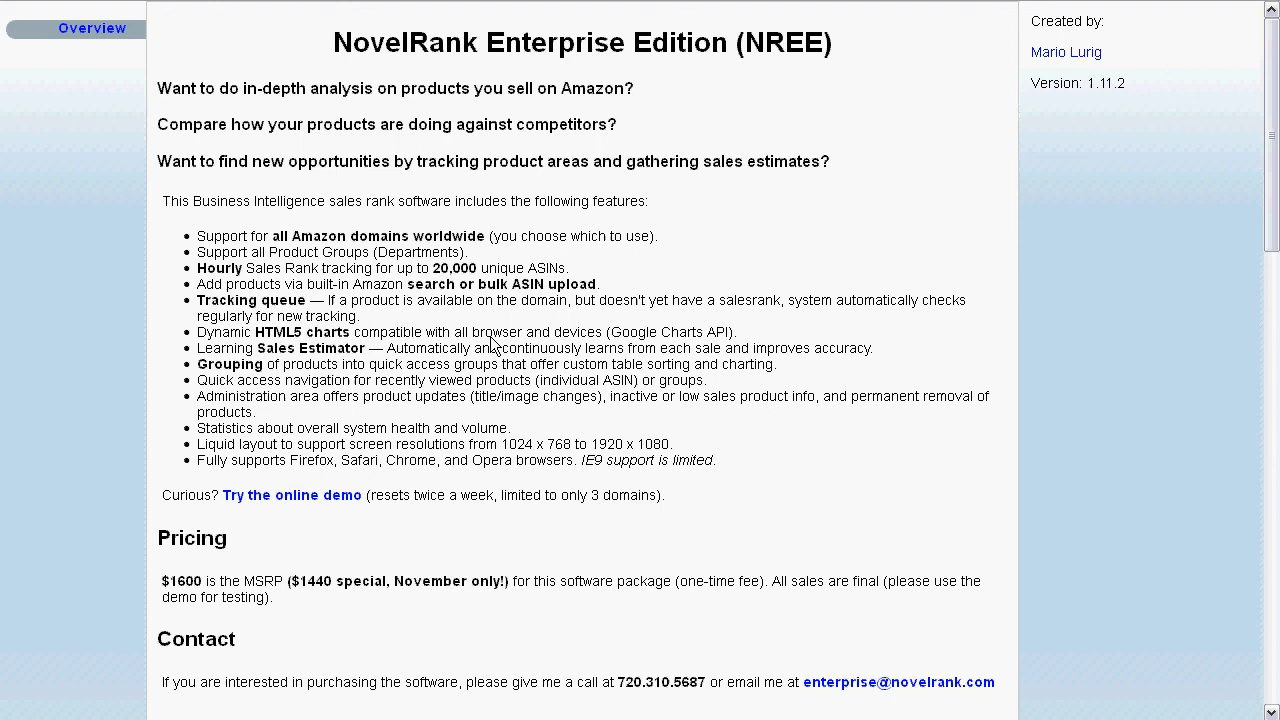 Overview
NovelRank Enterprise Edition (NREE)
Created by:
Mario Lurig
Version: 1.11.2
Want to do in-depth analysis on products you sell on Amazon?
Compare how your products are doing against competitors?
Want to find new opportunities by tracking product areas and gathering sales estimates?
This Business Intelligence sales rank software includes the following features:
• Support for all Amazon domains worldwide (you choose which to use).
• Support all Product Groups (Departments).
• Hourly Sales Rank tracking for up to 20,000 unique ASINs.
• Add products via built-in Amazon search or bulk ASIN upload.
• Tracking queue — If a product is available on the domain, but doesn't yet have a salesrank, system automatically checks
regularly for new tracking.
• Dynamic HTML5 charts compatible with all browser and devices (Google Charts API).
• Learning Sales Estimator — Automatically and continuously learns from each sale and improves accuracy.
• Grouping of products into quick access groups that offer custom table sorting and charting.
• Quick access navigation for recently viewed products (individual ASIN) or groups.
• Administration area offers product updates (title/image changes), inactive or low sales product info, and permanent removal of
products.
• Statistics about overall system health and volume.
• Liquid layout to support screen resolutions from 1024 x 768 to 1920 x 1080.
• Fully supports Firefox, Safari, Chrome, and Opera browsers. IE9 support is limited.
Curious? Try the online demo (resets twice a week, limited to only 3 domains).
Pricing
$1600 is the MSRP ($1440 special, November only!) for this software package (one-time fee). All sales are final (please use the
demo for testing).
Contact
If you are interested in purchasing the software, please give me a call at 720.310.5687 or email me at enterprise@novelrank.com